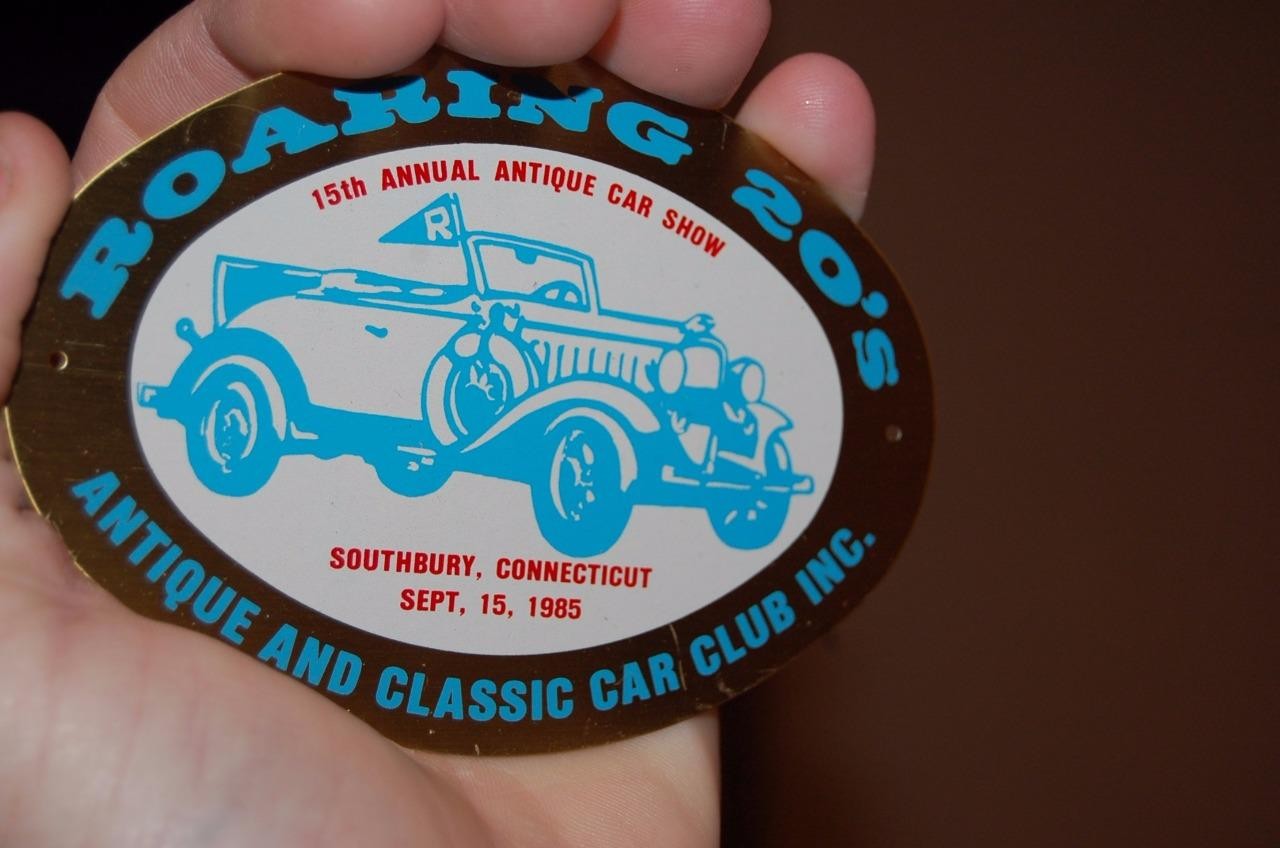 ROARING 20'S
15th ANNUAL ANTIQUE CAR SHOW
R
SOUTHBURY, CONNECTICUT
SEPT, 15, 1985
ANTIQUE AND CLASSIC CAR CLUB INC.